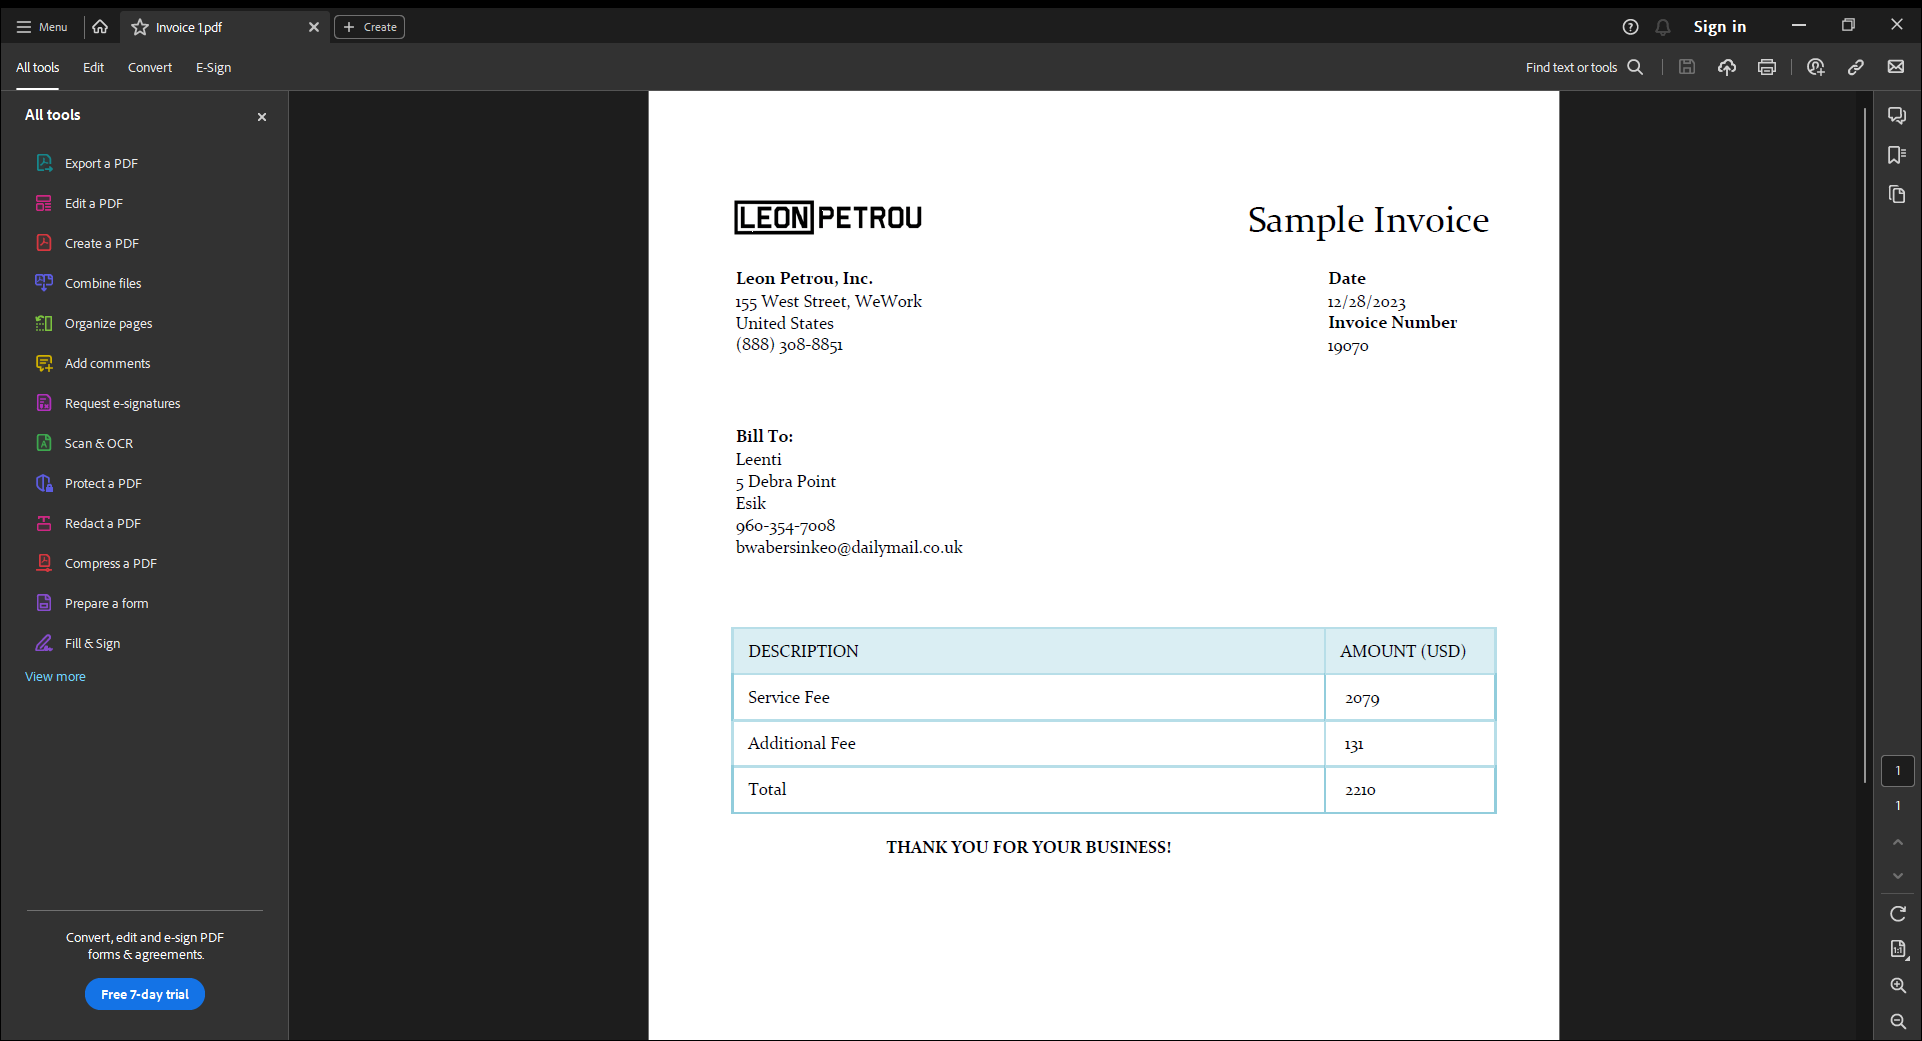 Menu
Invoice 1.pdf
Create
Sign in
All tools
Edit
Convert
E-Sign
Find text or tools
All tools
Export a PDF
Edit a PDF
Create a PDF
Combine files
Organize pages
Add comments
Request e-signatures
Scan & OCR
Protect a PDF
Redact a PDF
Compress a PDF
Prepare a form
Fill & Sign
View more
Convert, edit and e-sign PDF
forms & agreements.
Free 7-day trial
LEON PETROU
Sample Invoice
Leon Petrou, Inc.
155 West Street, WeWork
United States
(888) 308-8851
Date
12/28/2023
Invoice Number
19070
Bill To:
Leenti
5 Debra Point
Esik
960-354-7008
bwabersinkeo@dailymail.co.uk
DESCRIPTION AMOUNT (USD)
Service Fee 2079
Additional Fee 131
Total 2210
THANK YOU FOR YOUR BUSINESS!
1
1